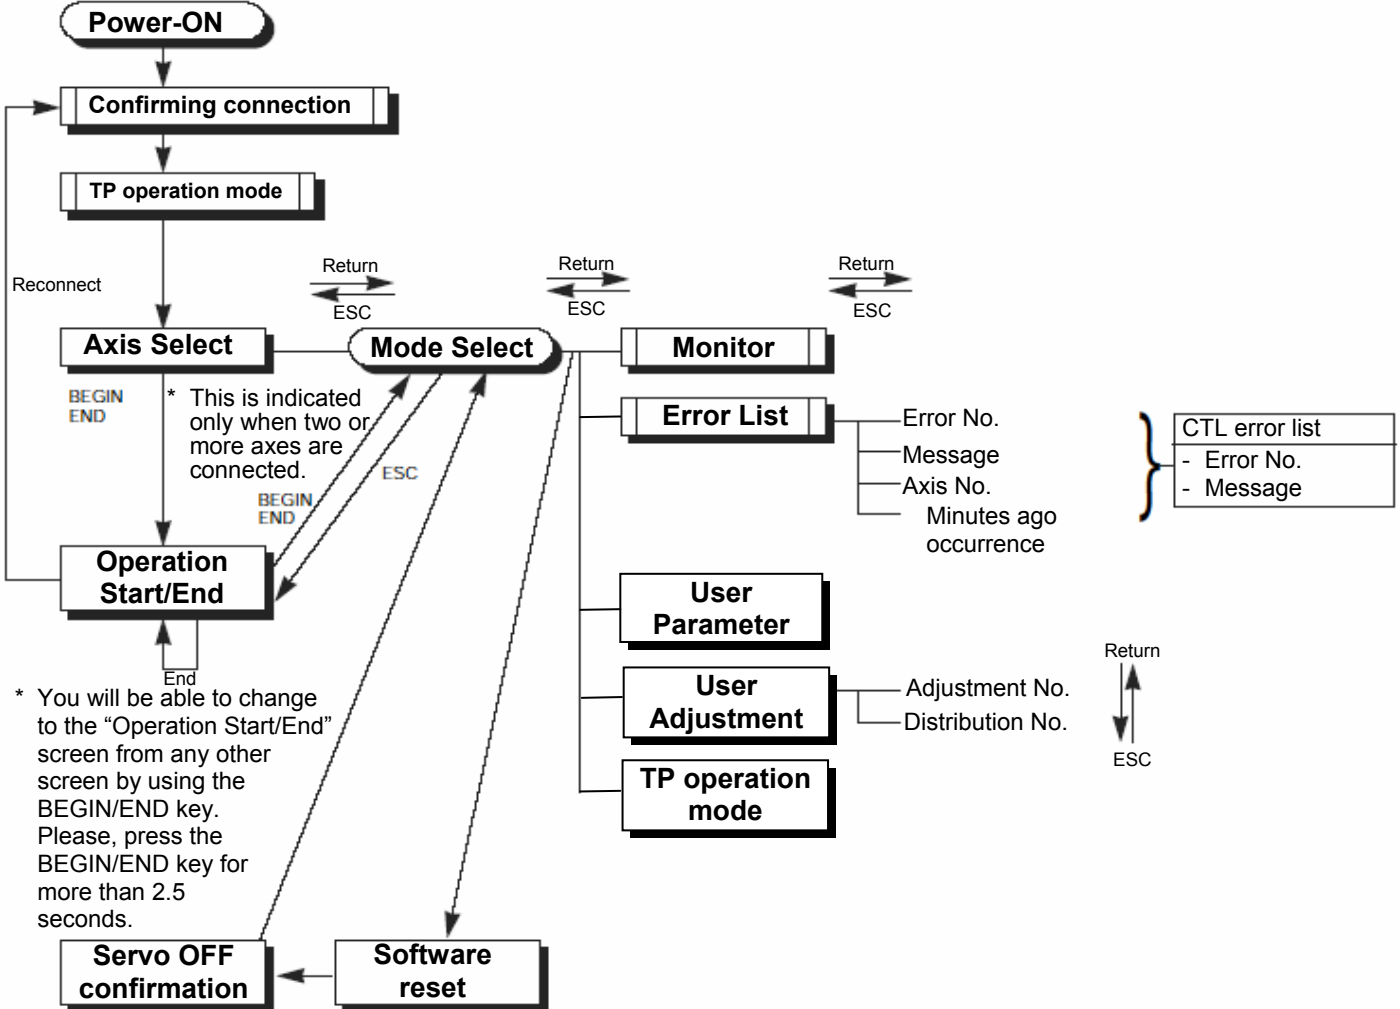 Power-ON
Confirming connection
TP operation mode
Reconnect
Return
ESC
Return
ESC
Return
ESC
Axis Select
Mode Select
Monitor
BEGIN
END
* This is indicated
only when two or
more axes are
connected.
BEGIN
END
ESC
Error List
Error No.
Message
Axis No.
Minutes ago
occurrence
CTL error list
- Error No.
- Message
Operation
Start/End
End
User
Parameter
User
Adjustment
Adjustment No.
Distribution No.
Return
ESC
TP operation
mode
* You will be able to change
to the “Operation Start/End”
screen from any other
screen by using the
BEGIN/END key.
Please, press the
BEGIN/END key for
more than 2.5
seconds.
Servo OFF
confirmation
Software
reset